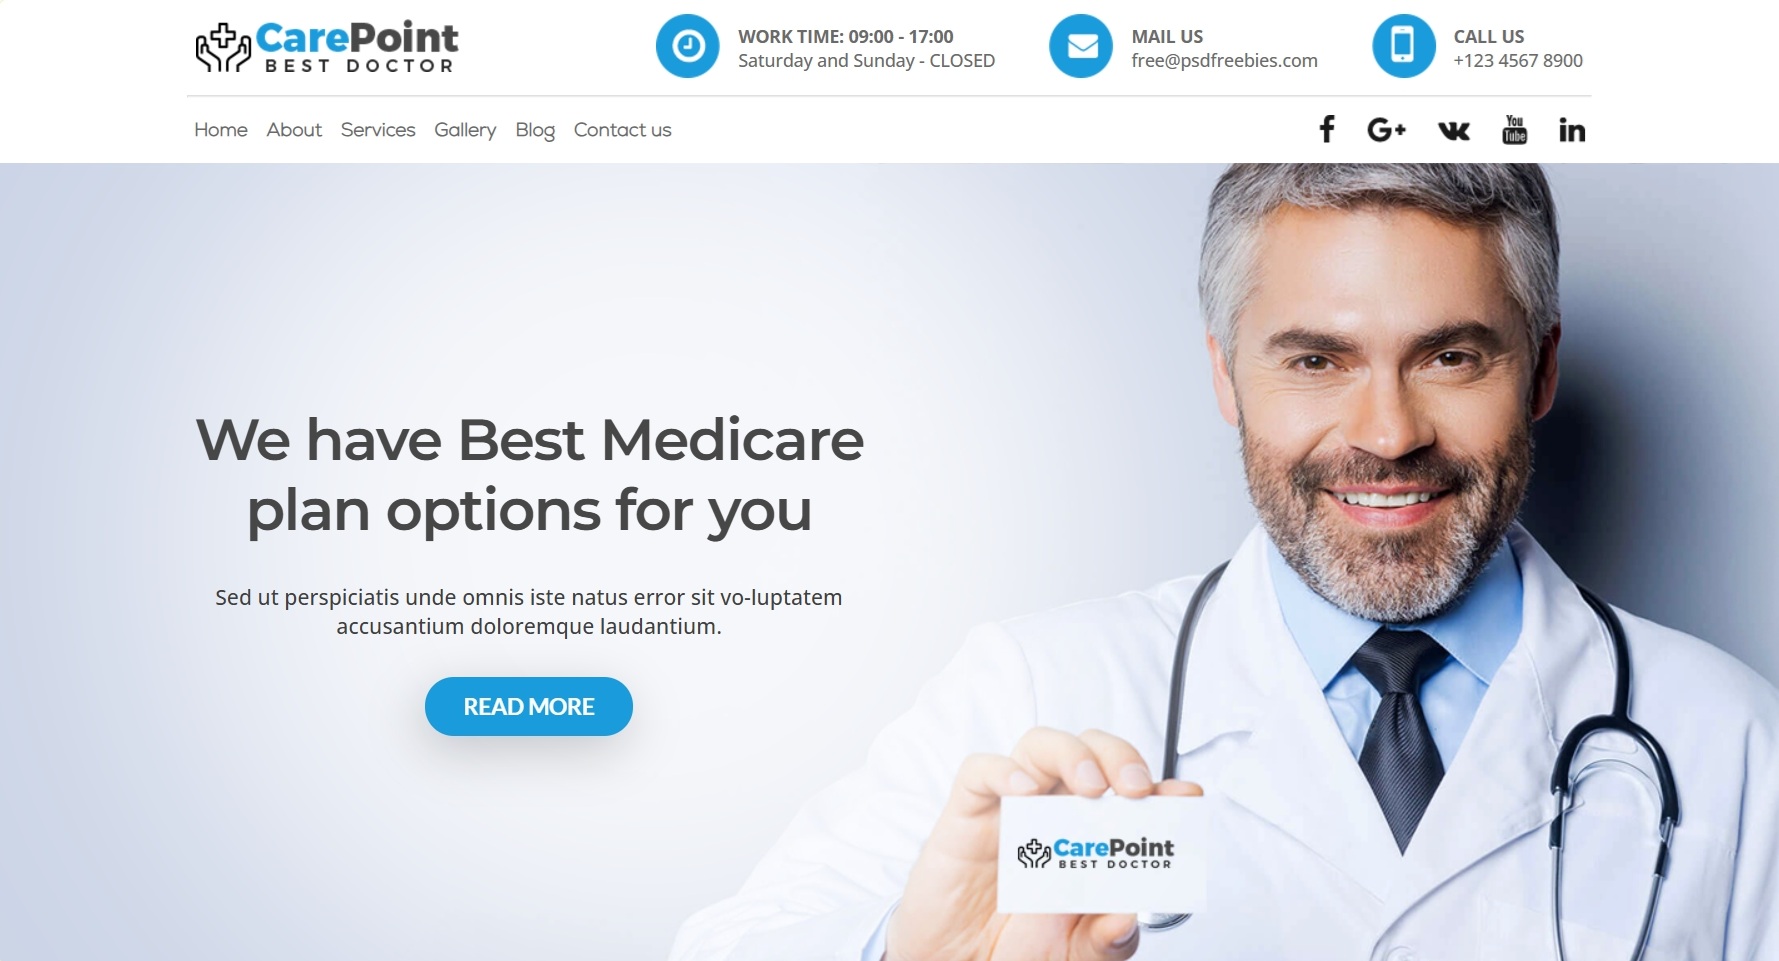 CarePoint
BEST DOCTOR
WORK TIME: 09:00 - 17:00
Saturday and Sunday - CLOSED
MAIL US
free@psdfreebies.com
CALL US
+123 4567 8900
Home About Services Gallery Blog Contact us
f G+ You Tube in
We have Best Medicare
plan options for you
Sed ut perspiciatis unde omnis iste natus error sit vo-luptatem
accusantium doloremque laudantium.
READ MORE
CarePoint
BEST DOCTOR